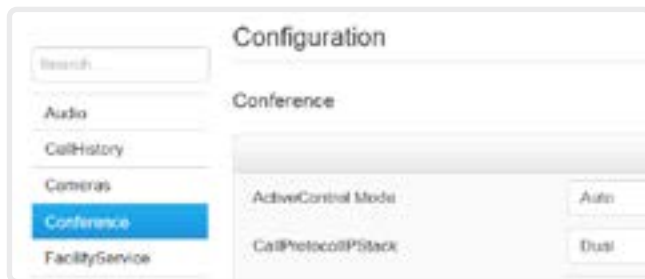 Configuration
Search
Conference
Audio
CallHistory
Cameras
Conference
FacilityService
ActiveControl Mode
Auto
CallProtocolIPStack
Dual